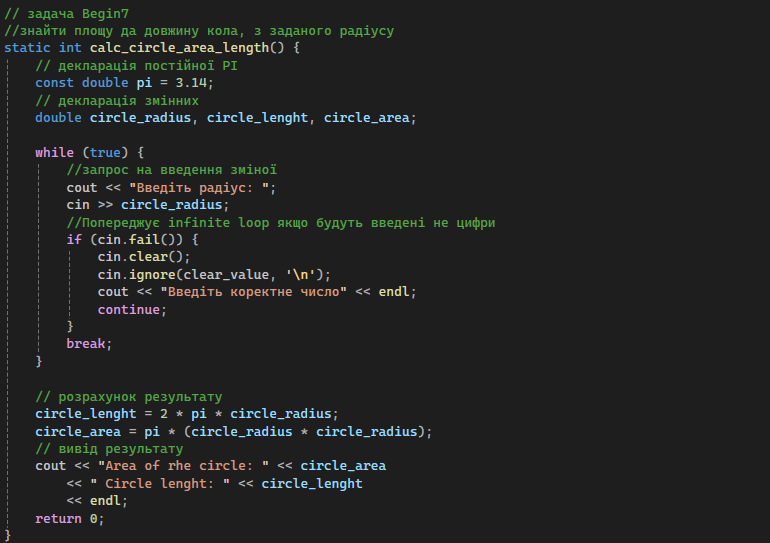 // задача Begin7
//знайти площу да довжину кола, з заданого радіусу
static int calc_circle_area_length() {
    // декларація постійної PI
    const double pi = 3.14;
    // декларація змінних
    double circle_radius, circle_lenght, circle_area;

    while (true) {
        //запрос на введення зміної
        cout << "Введіть радіус: ";
        cin >> circle_radius;
        //Попереджує infinite loop якщо будуть введені не цифри
        if (cin.fail()) {
            cin.clear();
            cin.ignore(clear_value, '\n');
            cout << "Введіть коректне число" << endl;
            continue;
        }
        break;
    }

    // розрахунок результату
    circle_lenght = 2 * pi * circle_radius;
    circle_area = pi * (circle_radius * circle_radius);
    // вивід результату
    cout << "Area of rhe circle: " << circle_area
        << " Circle lenght: " << circle_lenght
        << endl;
    return 0;
}